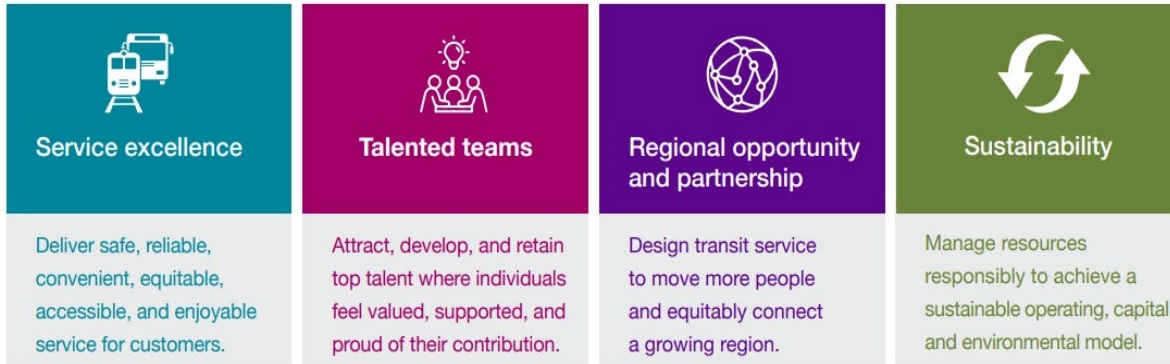 Service excellence
Deliver safe, reliable,
convenient, equitable,
accessible, and enjoyable
service for customers.
Talented teams
Attract, develop, and retain
top talent where individuals
feel valued, supported, and
proud of their contribution.
Regional opportunity
and partnership
Design transit service
to move more people
and equitably connect
a growing region.
Sustainability
Manage resources
responsibly to achieve a
sustainable operating, capital
and environmental model.